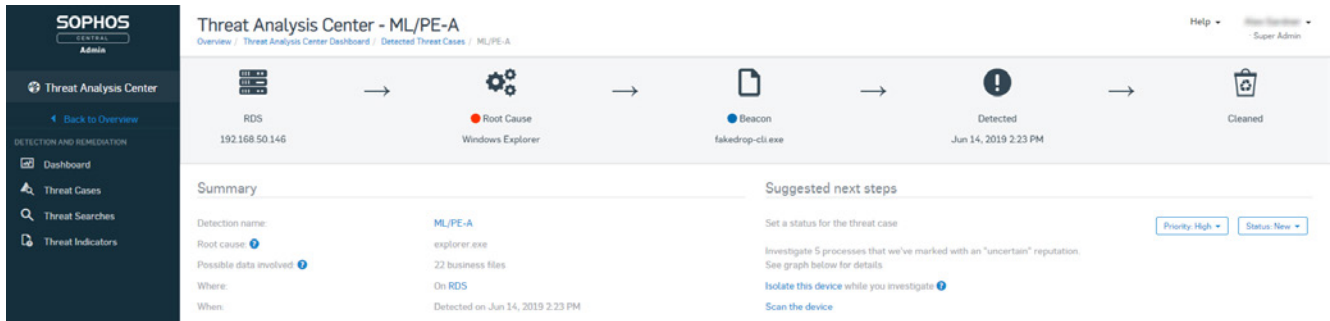 SOPHOS
CENTRAL
Admin
Threat Analysis Center
Back to Overview
DETECTION AND REMEDIATION
Dashboard
Threat Cases
Threat Searches
Threat Indicators
Threat Analysis Center - ML/PE-A
Overview / Threat Analysis Center Dashboard / Detected Threat Cases / ML/PE-A
Help
Super Admin
RDS
192.168.50.146
Root Cause
Windows Explorer
Beacon
fakedrop-cli.exe
Detected
Jun 14, 2019 2:23 PM
Cleaned
Summary
Detection name: ML/PE-A
Root cause: explorer.exe
Possible data involved 22 business files
Where: On RDS
When: Detected on Jun 14, 2019 2:23 PM
Suggested next steps
Set a status for the threat case Priority: High Status: New
Investigate 5 processes that we've marked with an "uncertain" reputation.
See graph below for details
Isolate this device while you investigate
Scan the device